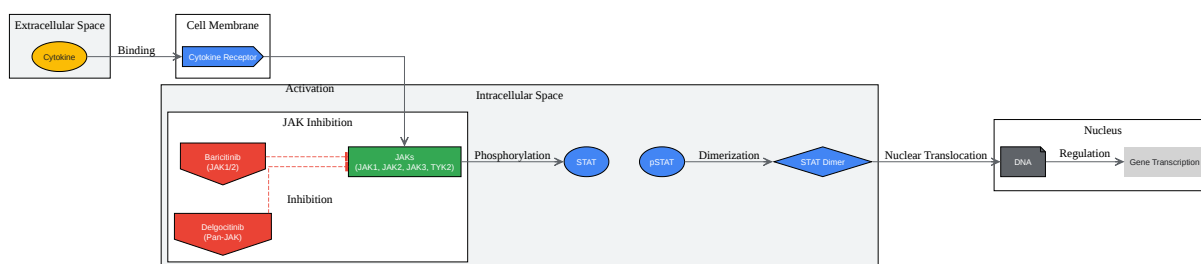 Extracellular Space
Cytokine
Binding
Cell Membrane
Cytokine Receptor
Activation
Intracellular Space
JAK Inhibition
Baricitinib
(JAK1/2)
JAKs
(JAK1, JAK2, JAK3, TYK2)
Inhibition
Delgocitinib
(Pan-JAK)
Phosphorylation
STAT
pSTAT
Dimerization
STAT Dimer
Nuclear Translocation
Nucleus
DNA
Regulation
Gene Transcription